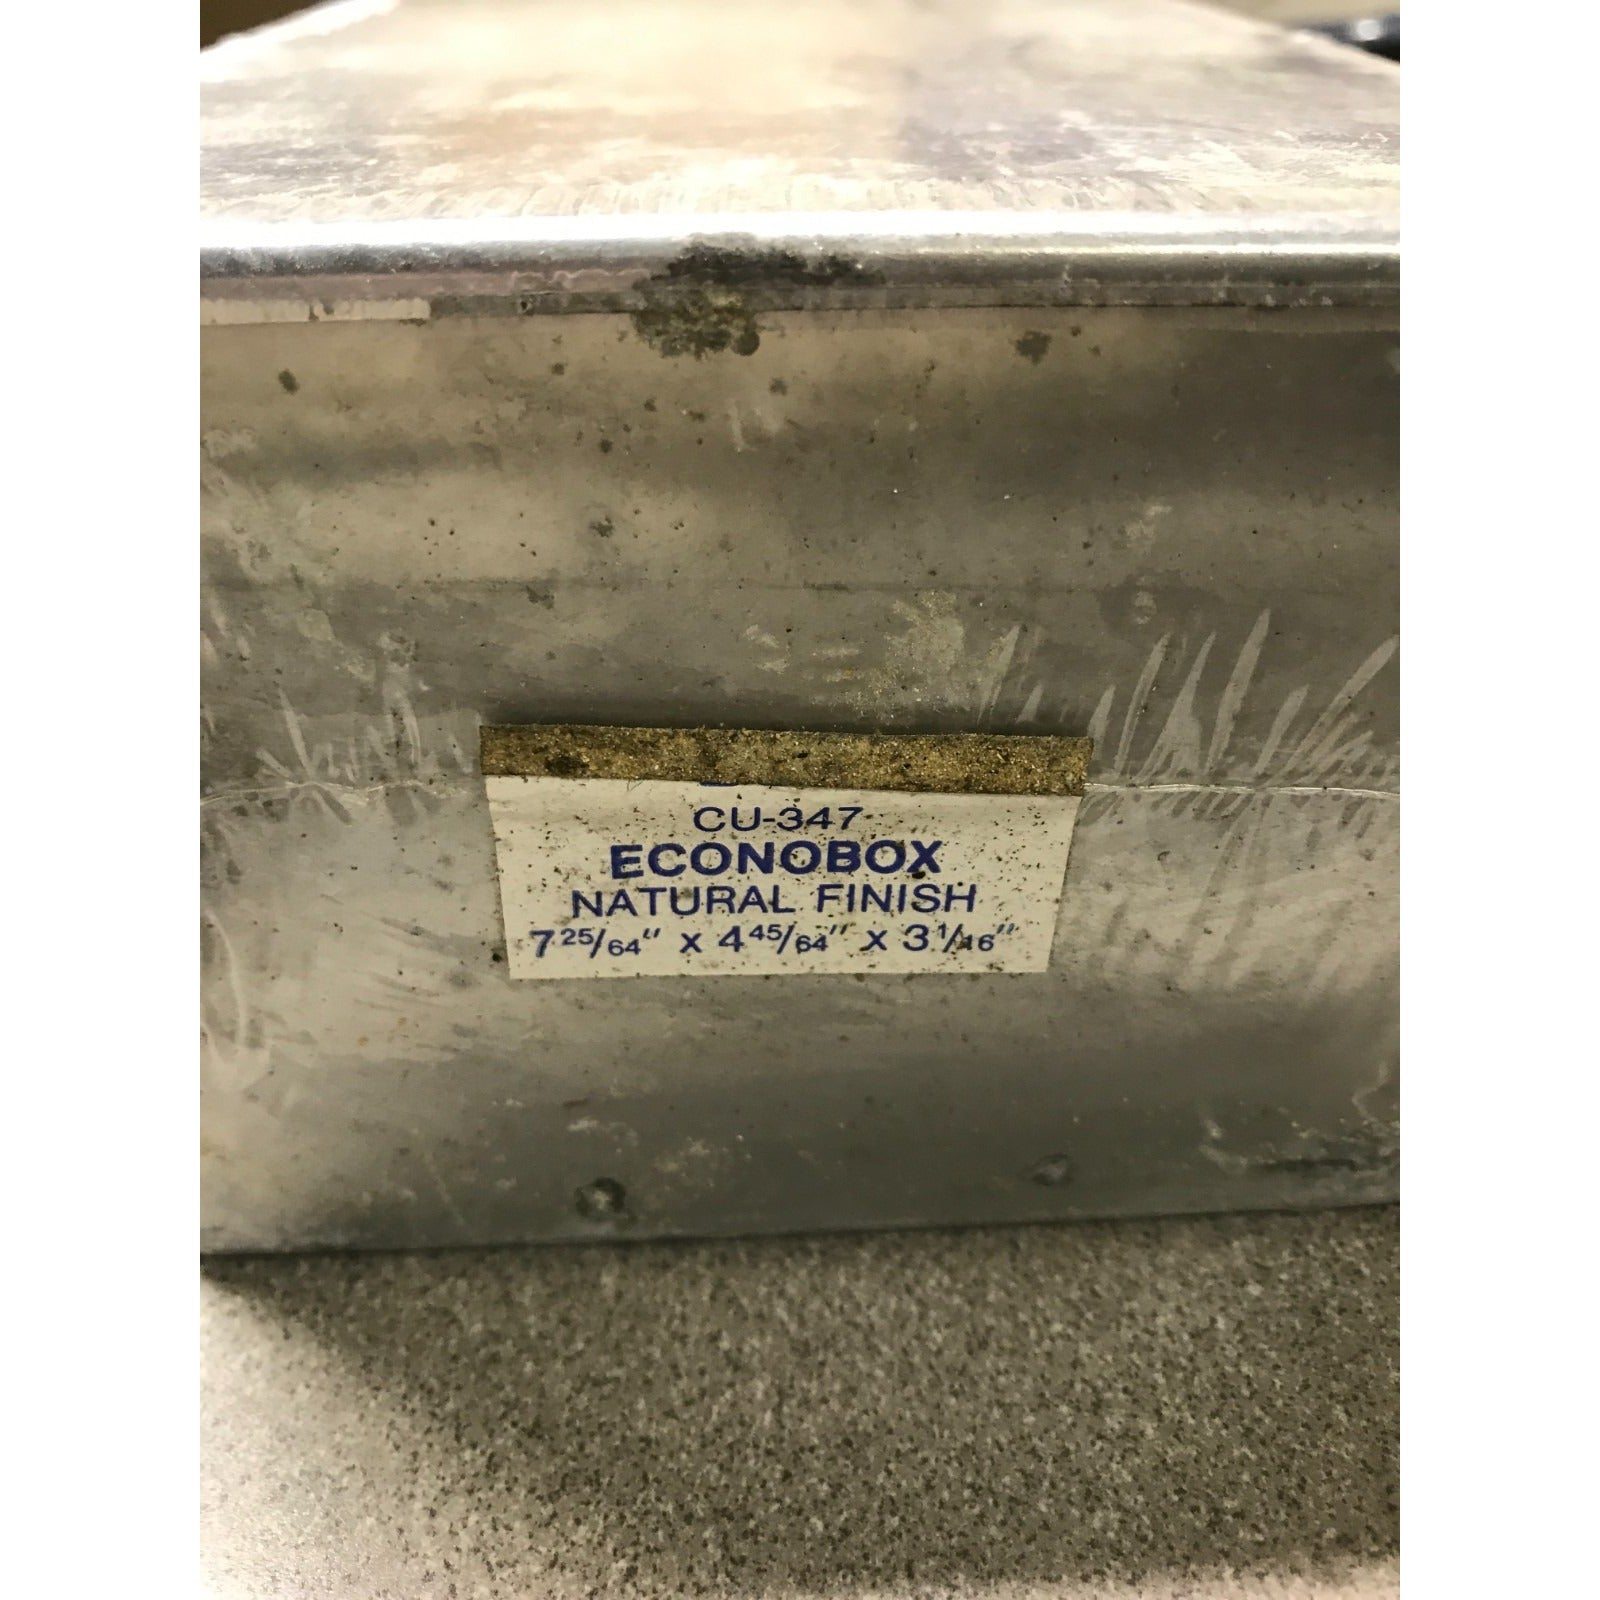 CU-347
ECONOBOX
NATURAL FINISH
7 25/64" x 4 45/64" x 3 1/16"